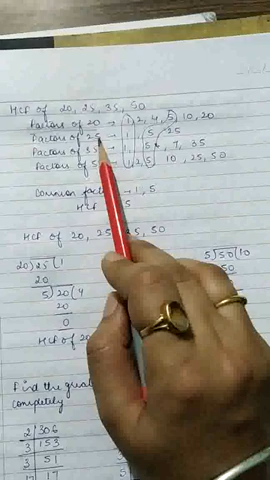 HCF of 20, 25, 35, 50
Factors of 20 → 1, 2, 4, 5, 10, 20
Factors of 25 → 1, 5, 25
Factors of 35 → 1, 5, 7, 35
Factors of 5 → 1, 2, 5, 10, 25, 50
Common fact → 1, 5
HCF 5
HCF of 20, 25, 35, 50
20) 25 (1
20
5) 20 (4
20
0
5) 50 (10
50
HCF of 20
Find the
completely
2 | 306
3 | 153
3 | 51
17 | 17